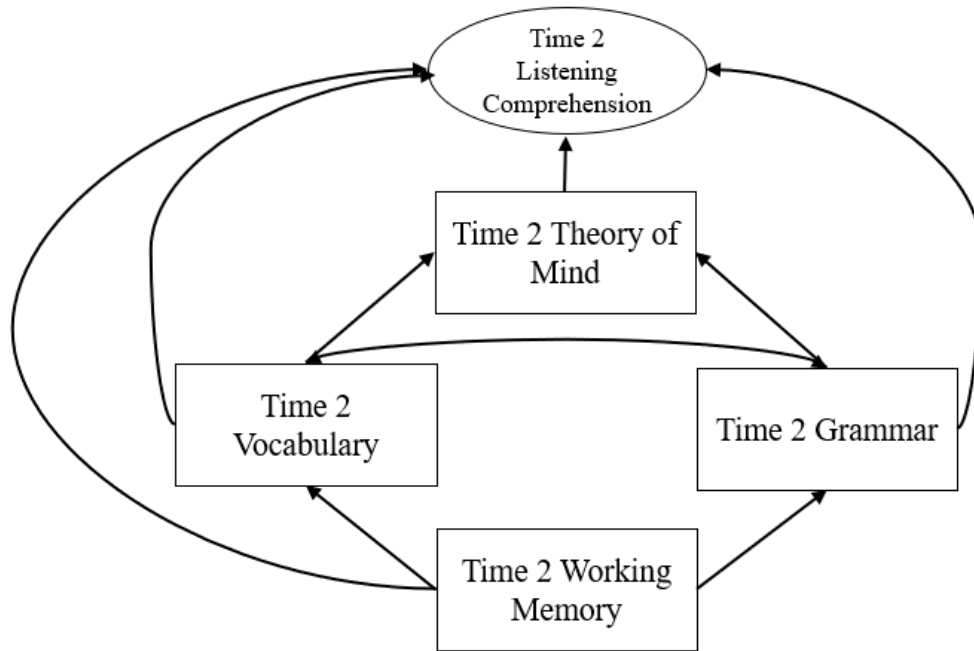 Time 2
Listening
Comprehension
Time 2 Theory of
Mind
Time 2
Vocabulary
Time 2 Grammar
Time 2 Working
Memory